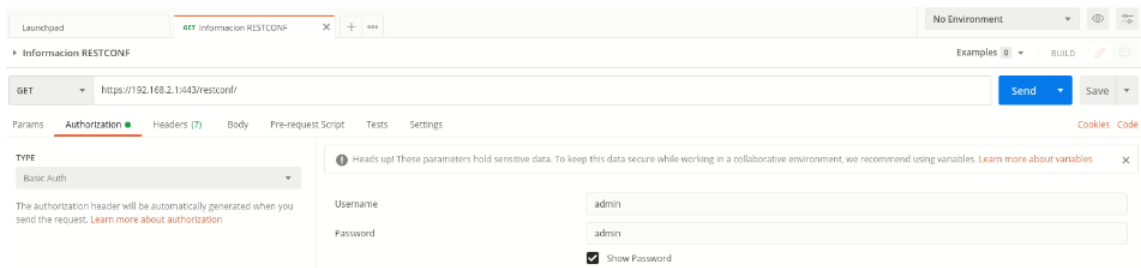 Launchpad
GET Informacion RESTCONF
No Environment
Informacion RESTCONF
Examples 0
BUILD
GET
https://192.168.2.1:443/restconf/
Send
Save
Params
Authorization
Headers (7)
Body
Pre-request Script
Tests
Settings
Cookies
Code
TYPE
Basic Auth
The authorization header will be automatically generated when you
send the request. Learn more about authorization
Heads up! These parameters hold sensitive data. To keep this data secure while working in a collaborative environment, we recommend using variables. Learn more about variables
Username
admin
Password
admin
Show Password